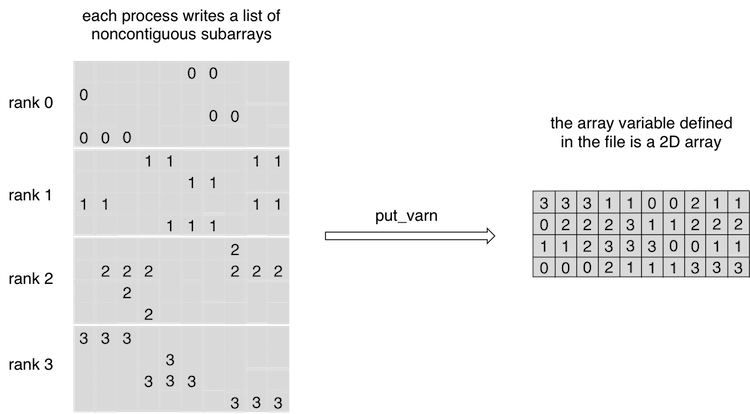 each process writes a list of
noncontiguous subarrays
rank 0
0 0
0
0 0
0 0 0
rank 1
1 1 1 1
1 1
1 1 1 1
1 1 1
rank 2
2
2 2 2 2 2 2
2
2
rank 3
3 3 3
3
3 3 3
3 3 3
put_varn
the array variable defined
in the file is a 2D array
3 3 3 1 1 0 0 2 1 1
0 2 2 2 3 1 1 2 2 2
1 1 2 3 3 3 0 0 1 1
0 0 0 2 1 1 1 3 3 3